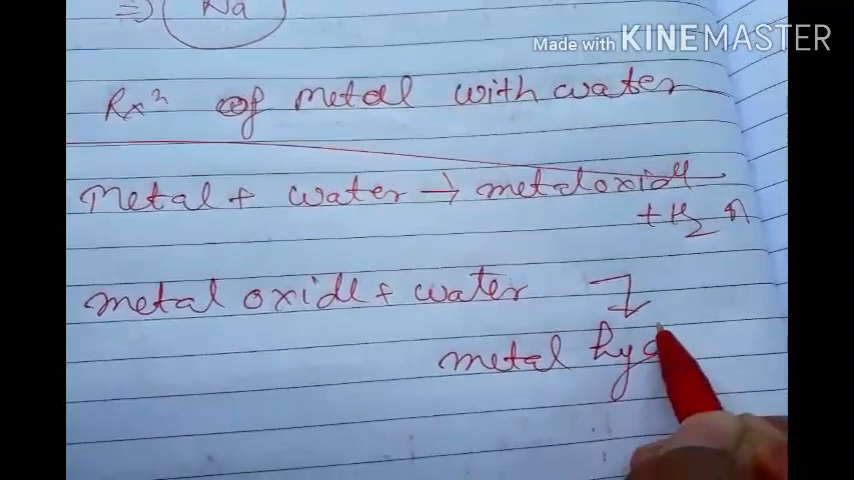 ⇒ Na
Made with KINEMASTER
Rxⁿ of metal with water
Metal + water → metal oxide
+ H₂ ↑
metal oxide + water
metal hyd